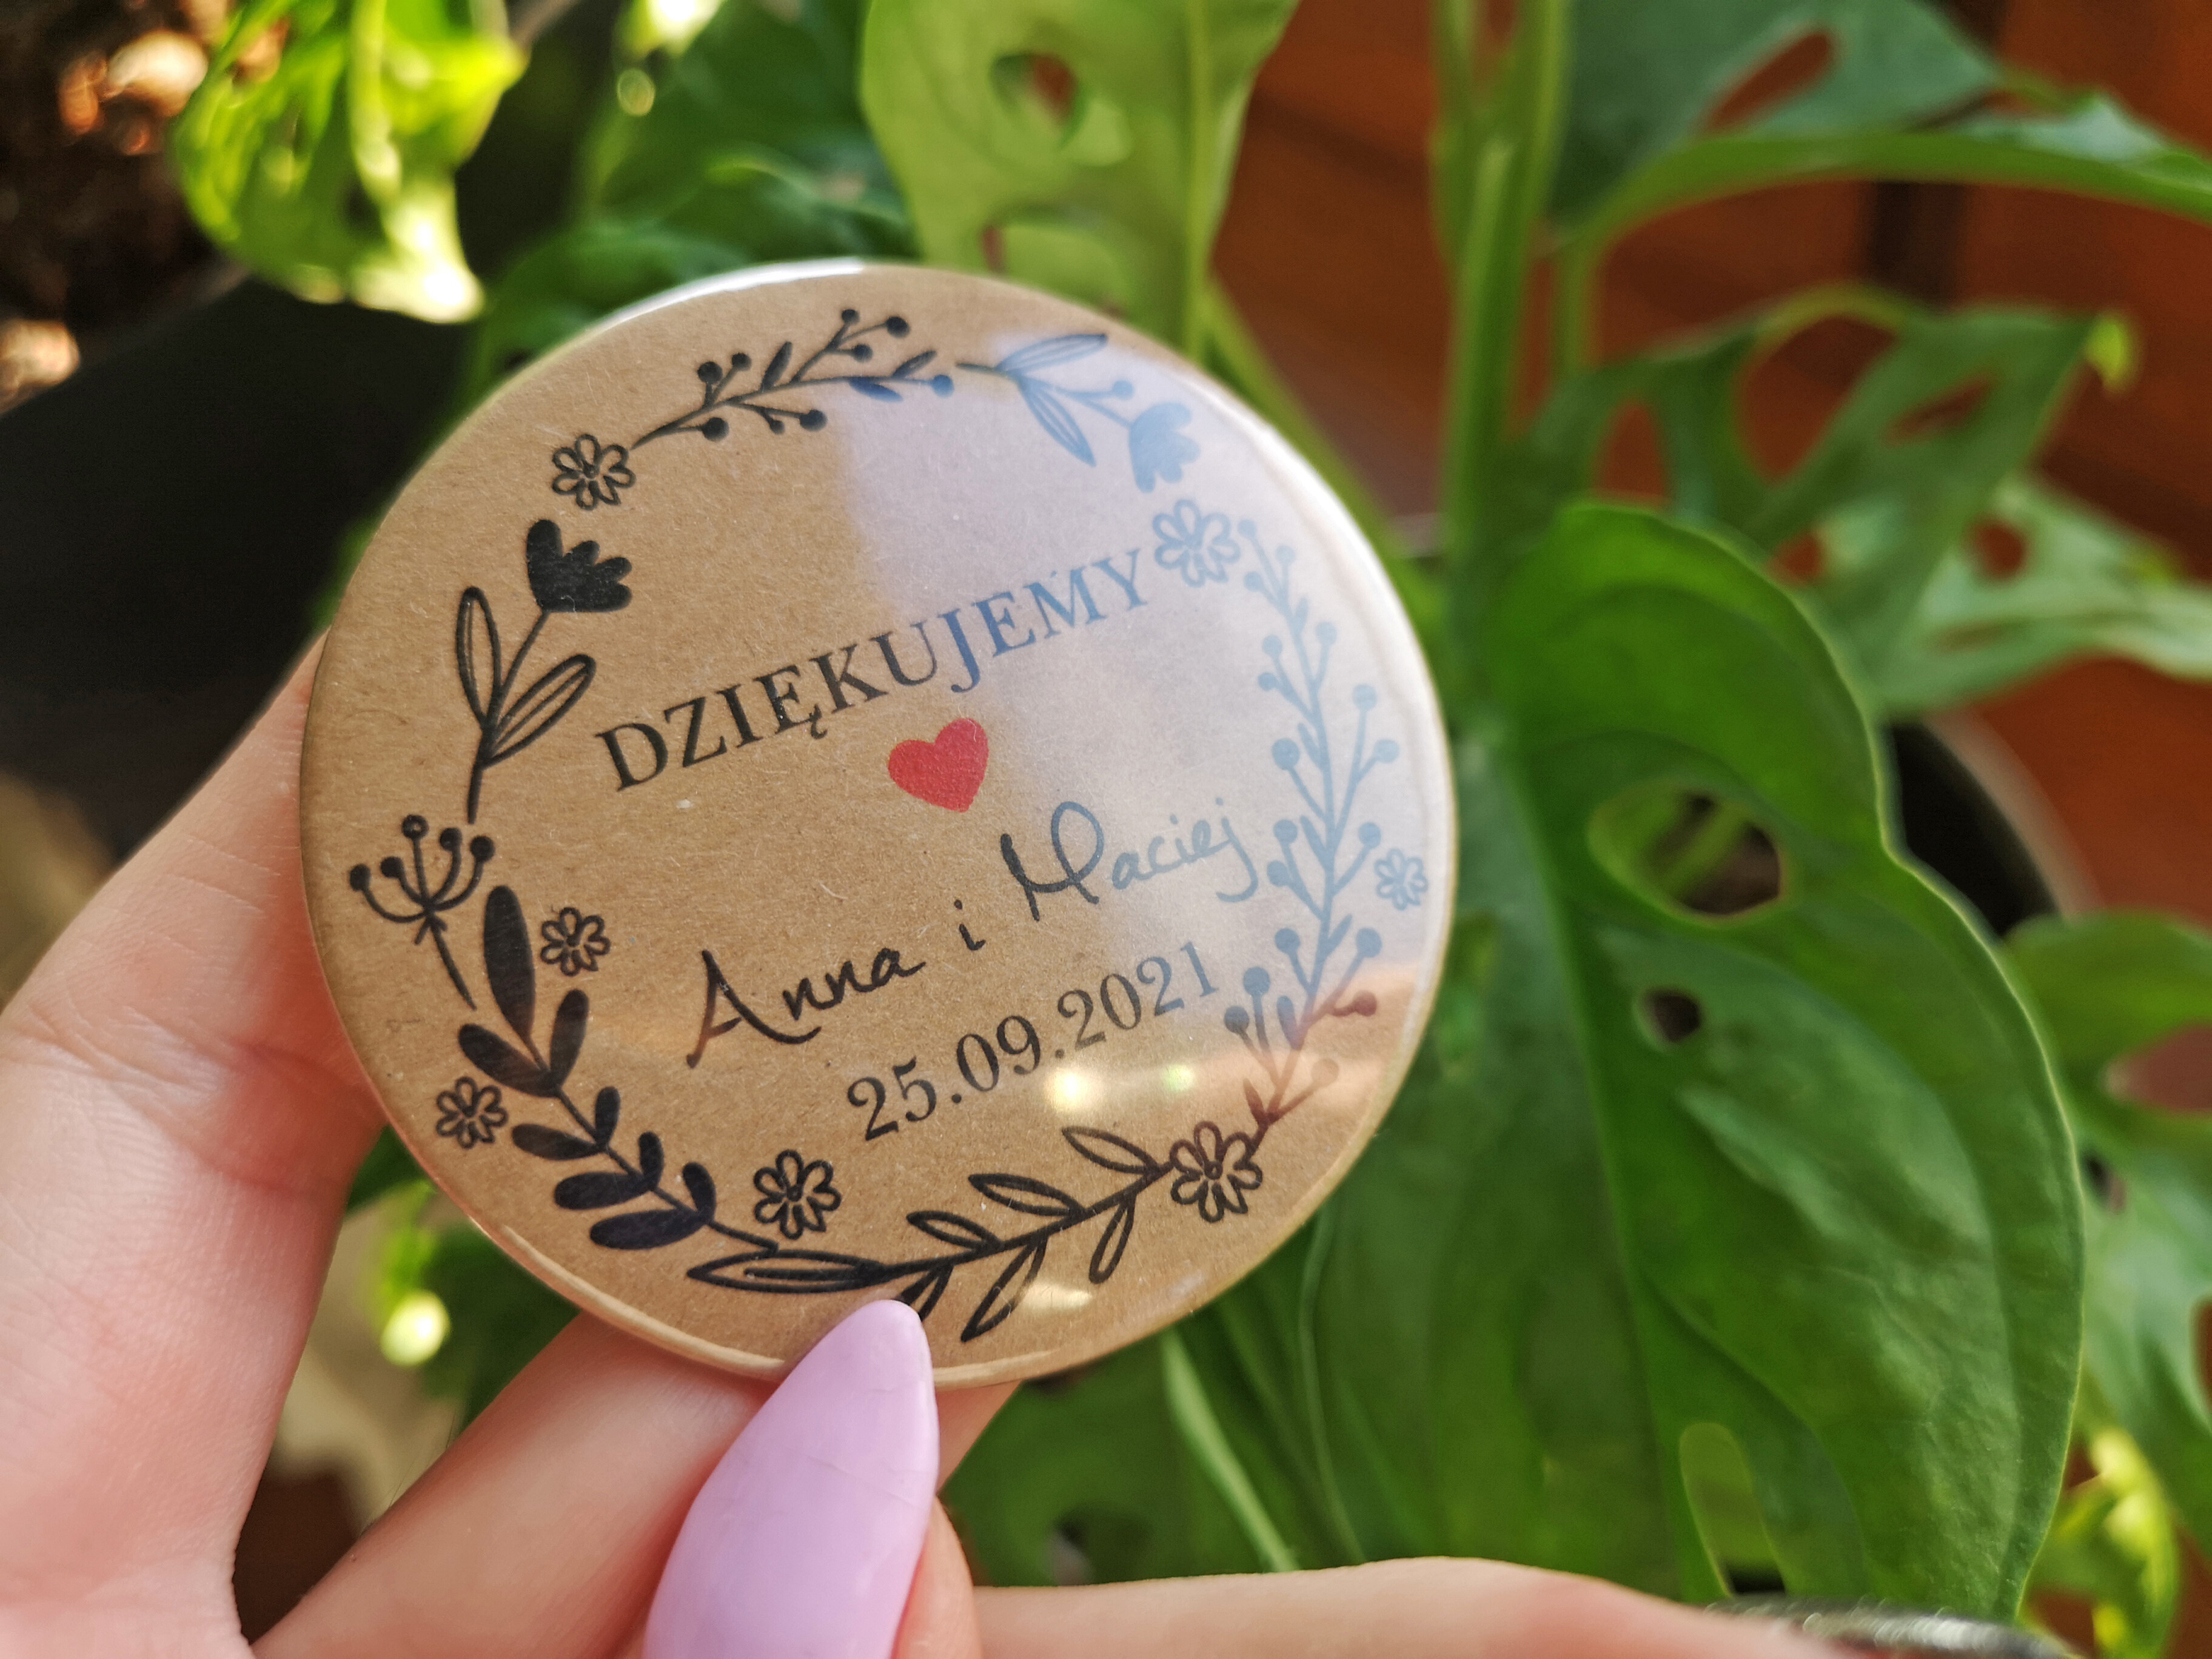 DZIĘKUJEMY
Anna i Maciej
25.09.2021